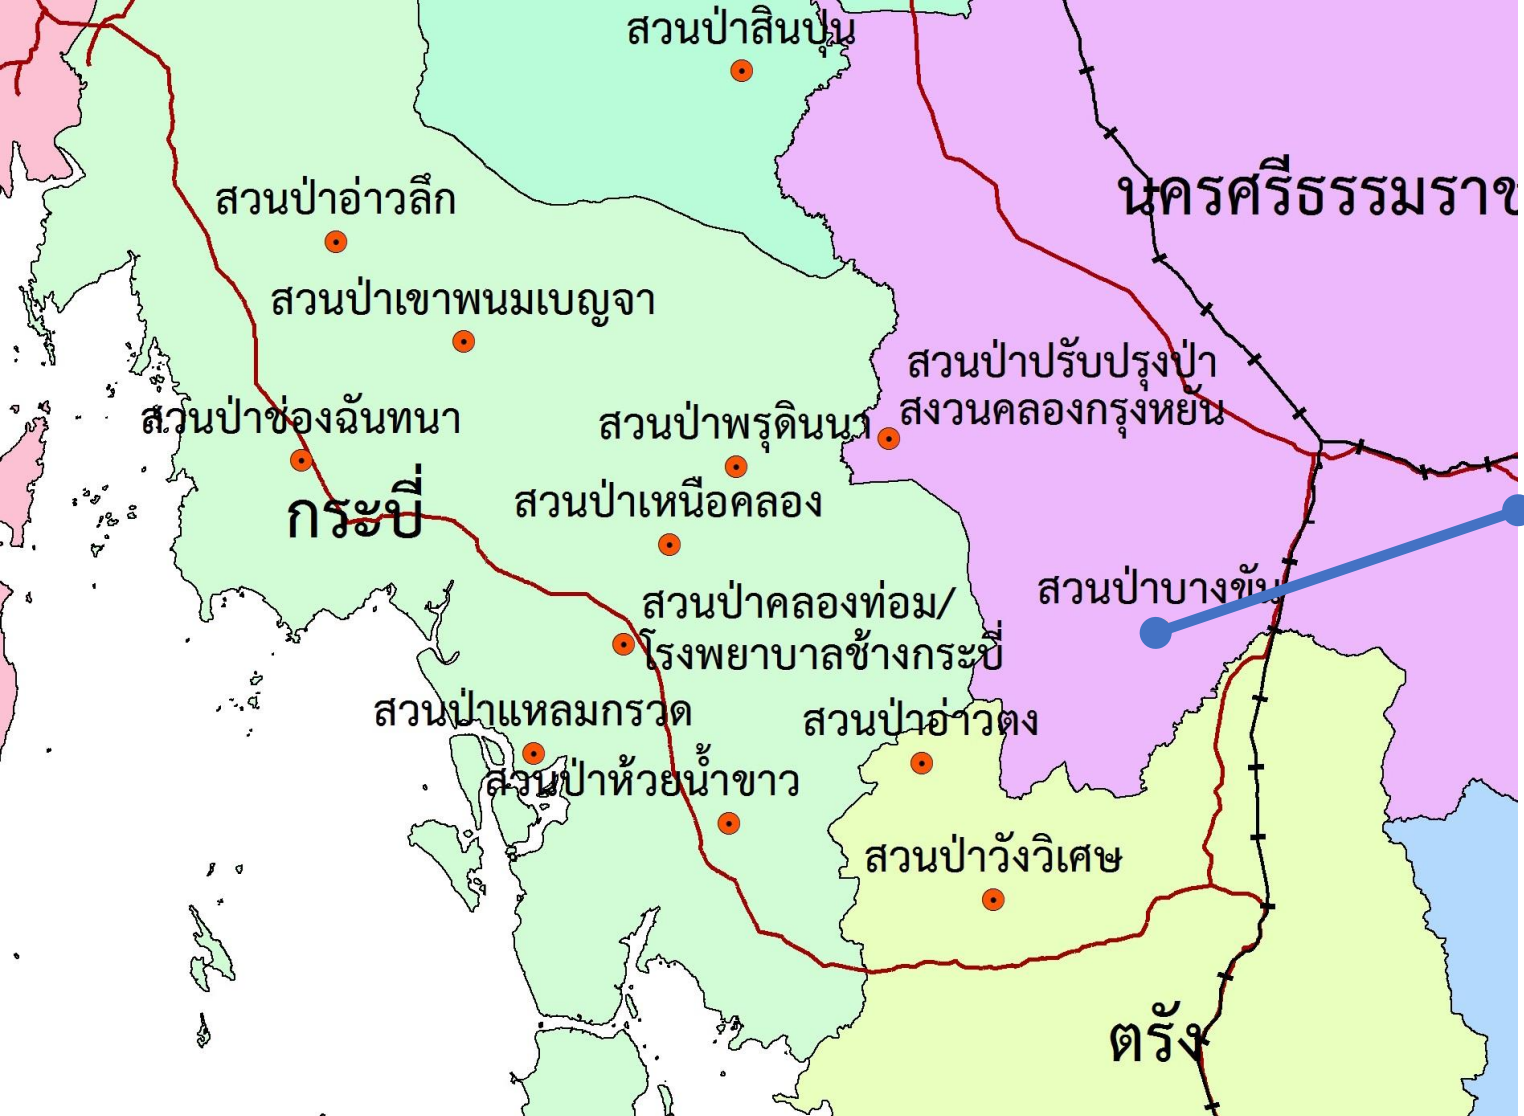 สวนป่าสินปุน
นครศรีธรรมราช
สวนป่าอ่าวลึก
สวนป่าเขาพนมเบญจา
สวนป่าปรับปรุงป่า
สงวนคลองกรุงหยัน
สวนป่าช่องฉันทนา
สวนป่าพรุดินนา
กระบี่
สวนป่าเหนือคลอง
สวนป่าบางขัน
สวนป่าคลองท่อม/
โรงพยาบาลช้างกระบี่
สวนป่าแหลมกรวด
สวนป่าอ่าวตง
สวนป่าห้วยน้ำขาว
สวนป่าวังวิเศษ
ตรัง